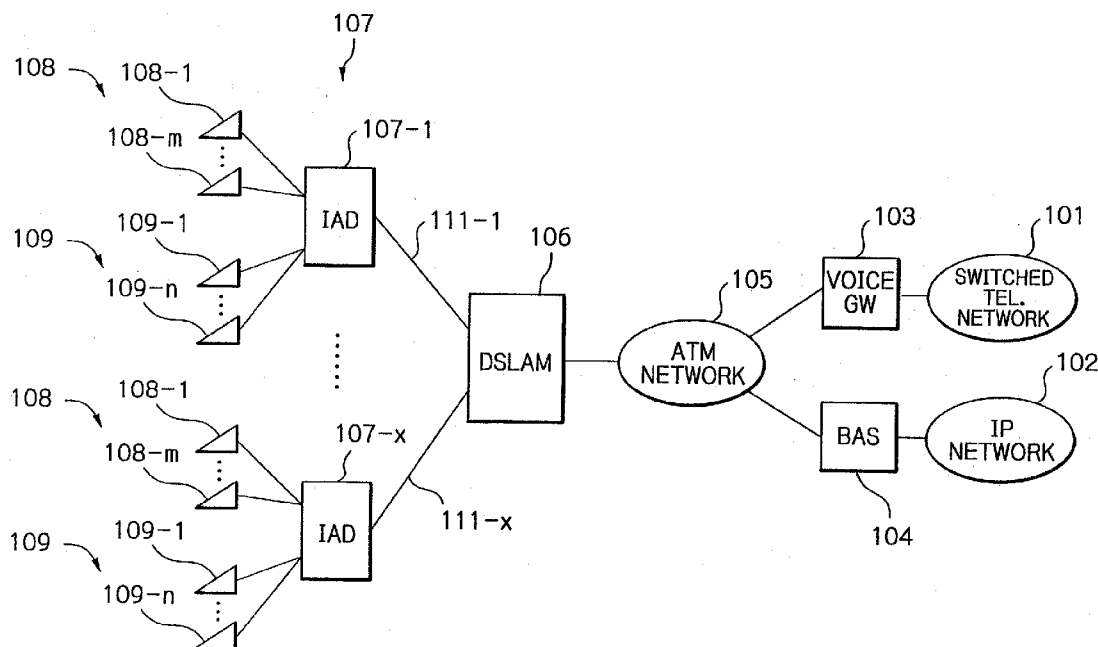 107
108
108-1
108-m
107-1
IAD
109
109-1
109-n
111-1
106
DSLAM
105
ATM
NETWORK
103
VOICE
GW
101
SWITCHED
TEL.
NETWORK
102
IP
NETWORK
BAS
104
108
108-1
108-m
107-x
IAD
111-x
109
109-1
109-n